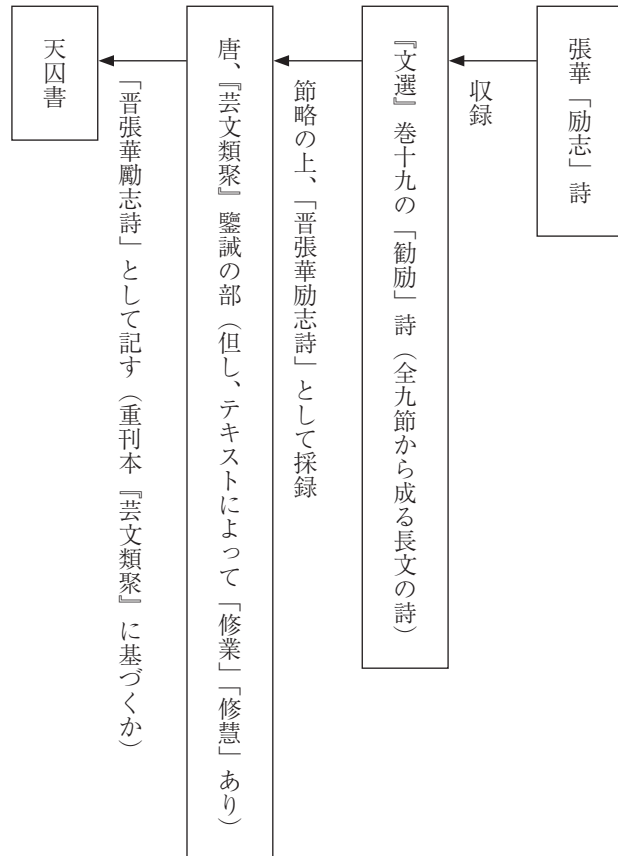 張華「励志」詩
収録
『文選』巻十九の「勧励」詩（全九節から成る長文の詩）
節略の上、「晋張華励志詩」として採録
唐、『芸文類聚』鑒誡の部（但し、テキストによって「修業」「修慧」あり）
「晋張華勵志詩」として記す（重刊本『芸文類聚』に基づくか）
天囚書